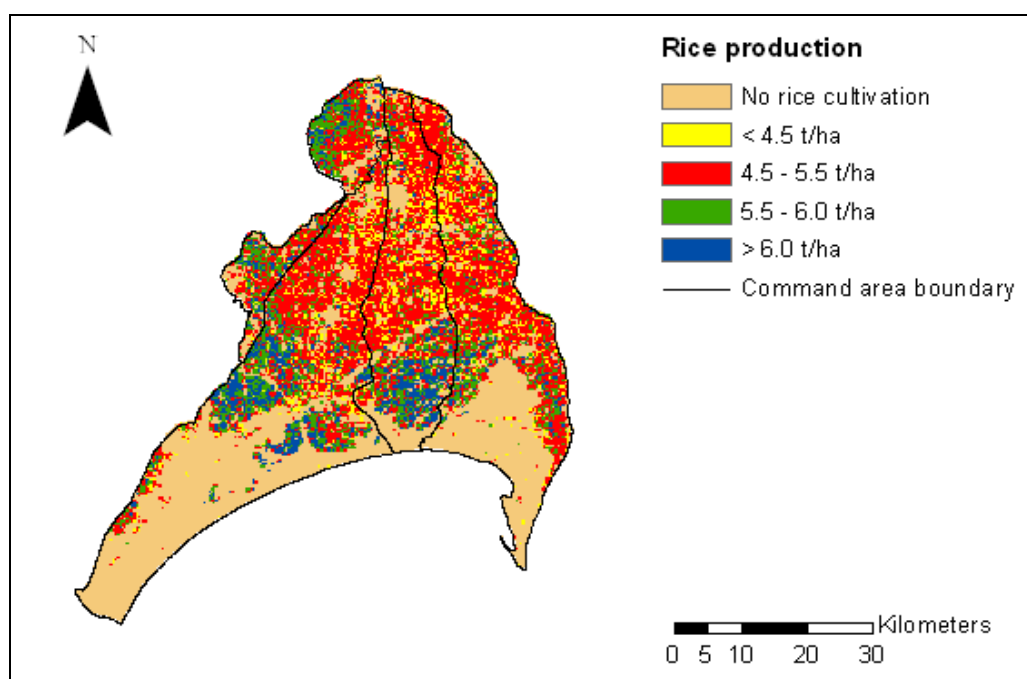 N
Rice production
No rice cultivation
< 4.5 t/ha
4.5 - 5.5 t/ha
5.5 - 6.0 t/ha
> 6.0 t/ha
Command area boundary
Kilometers
0 5 10 20 30